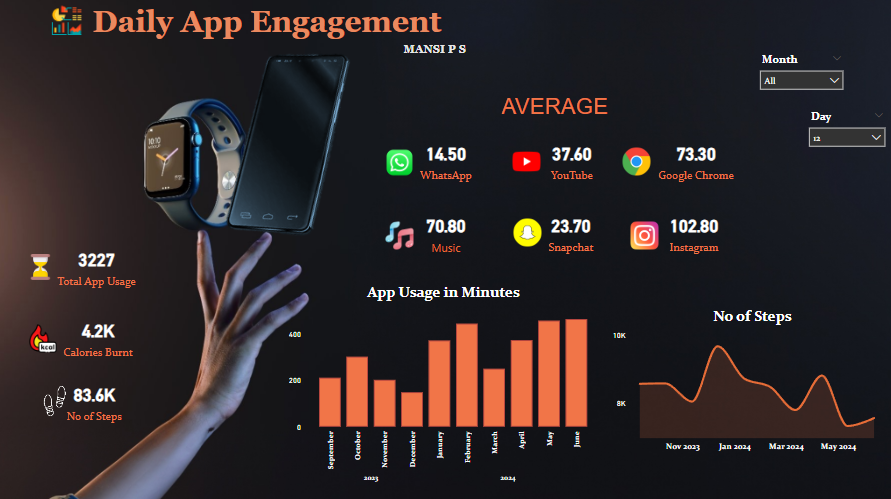 Daily App Engagement
MANSI P S
Month
All
Day
12
AVERAGE
14.50
WhatsApp
37.60
YouTube
73.30
Google Chrome
70.80
Music
23.70
Snapchat
102.80
Instagram
10:10
3227
Total App Usage
kcal
4.2K
Calories Burnt
83.6K
No of Steps
App Usage in Minutes
400
200
0
September
October
November
December
January
February
March
April
May
June
2023
2024
No of Steps
10K
8K
Nov 2023
Jan 2024
Mar 2024
May 2024